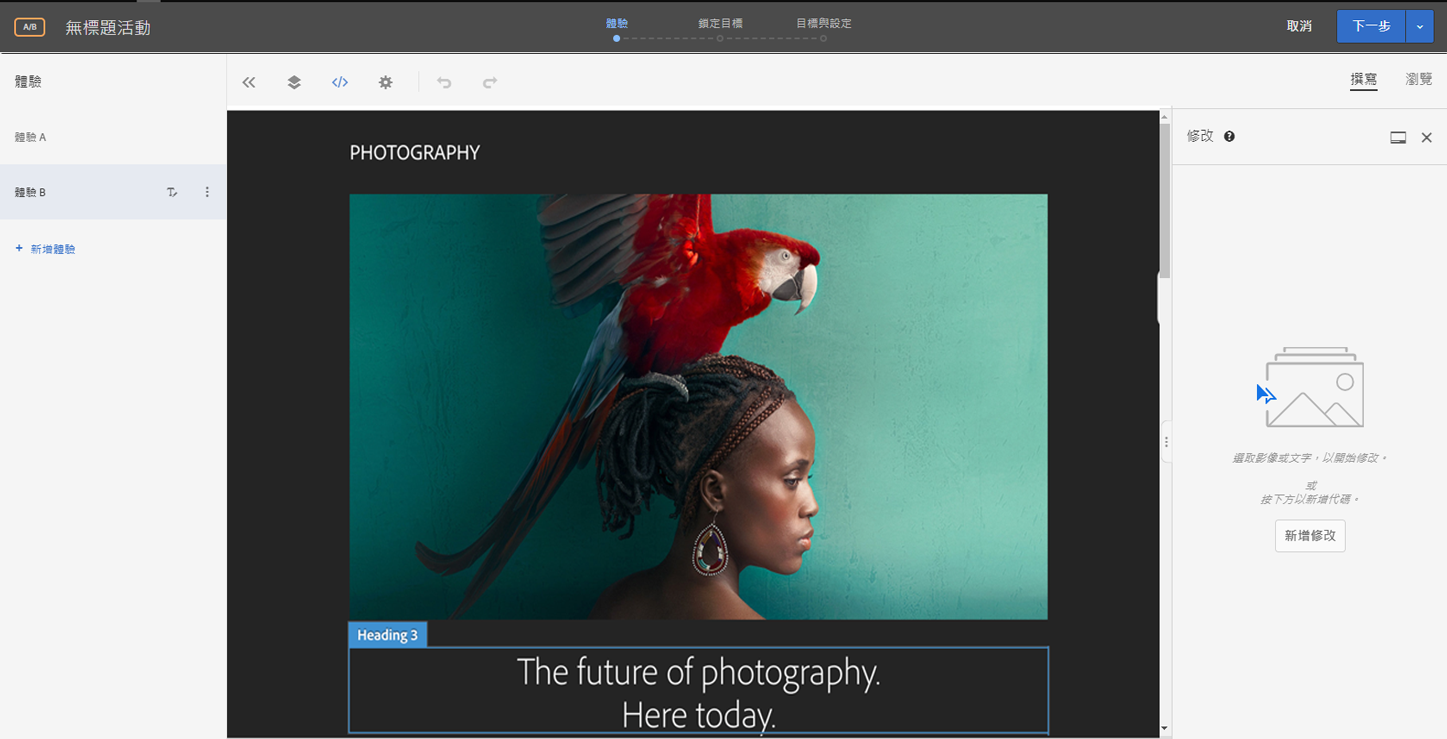 A/B
無標題活動
體驗
鎖定目標
目標與設定
取消
下一步
體驗
撰寫
瀏覽
體驗 A
體驗 B
+ 新增體驗
修改
PHOTOGRAPHY
Heading 3
The future of photography.
Here today.
選取影像或文字，以開始修改。
或
按下方以新增代碼。
新增修改